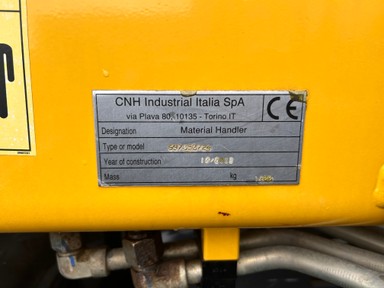 CNH Industrial Italia SpA
via Plava 80, 10135 - Torino IT
CE
Designation Material Handler
Type or model
Year of construction
Mass kg